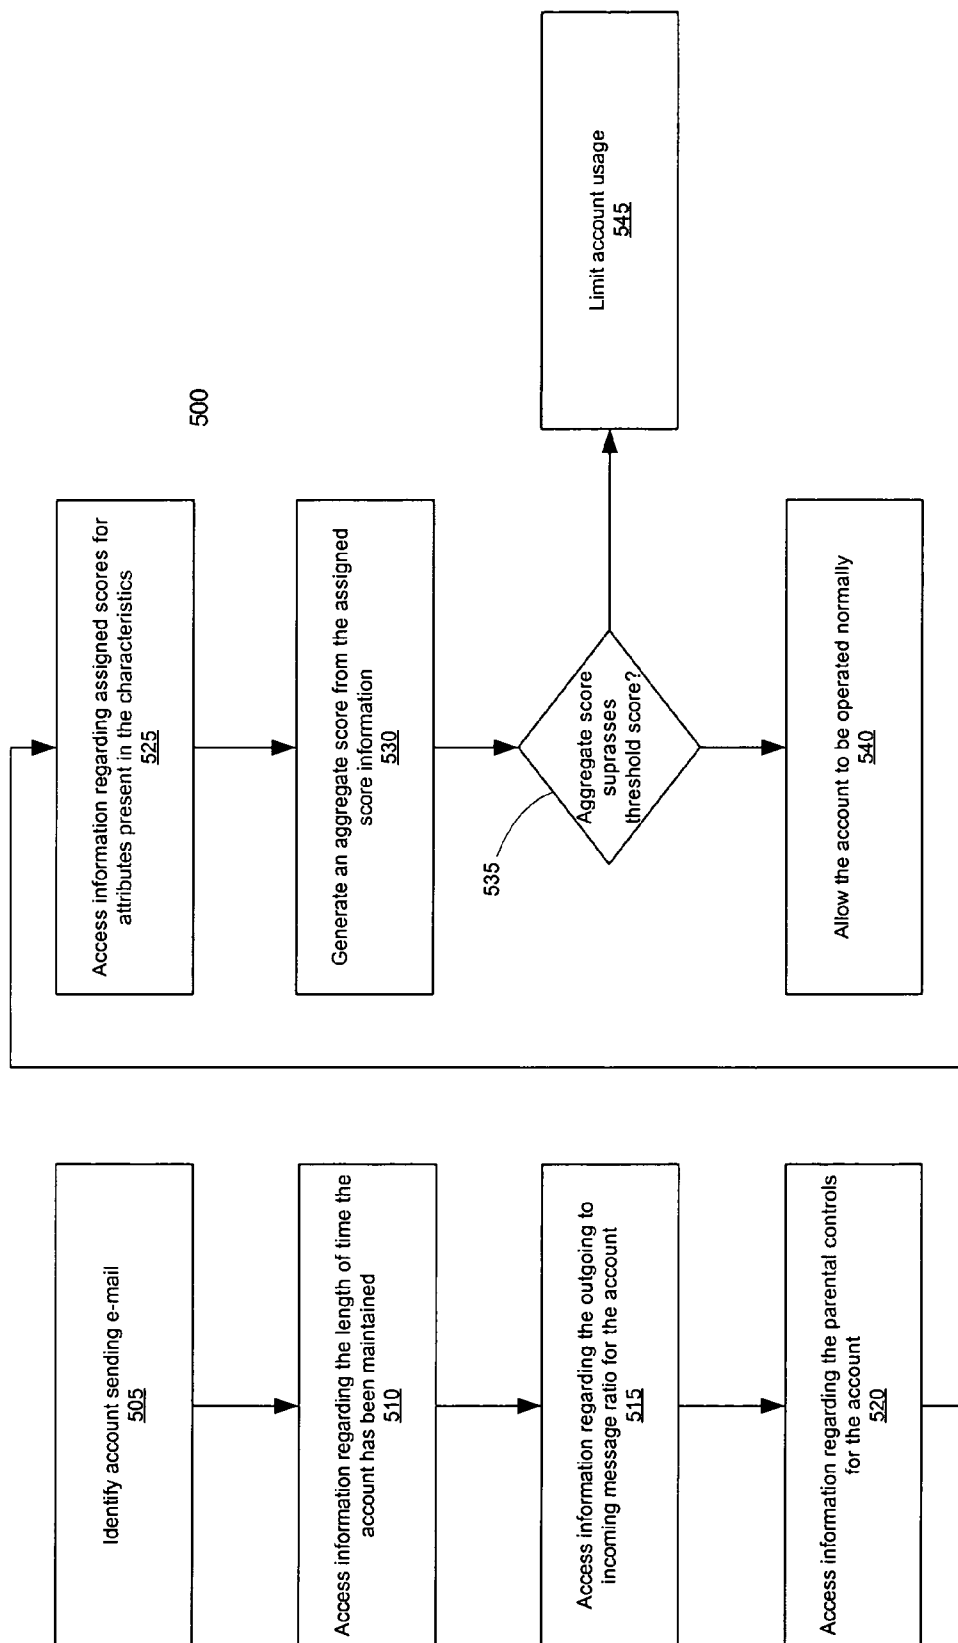 Identify account sending e-mail
505
Access information regarding the length of time the
account has been maintained
510
Access information regarding the outgoing to
incoming message ratio for the account
515
Access information regarding the parental controls
for the account
520
500
Access information regarding assigned scores for
attributes present in the characteristics
525
Generate an aggregate score from the assigned
score information
530
535
Aggregate score
suprasses
threshold score?
Allow the account to be operated normally
540
Limit account usage
545